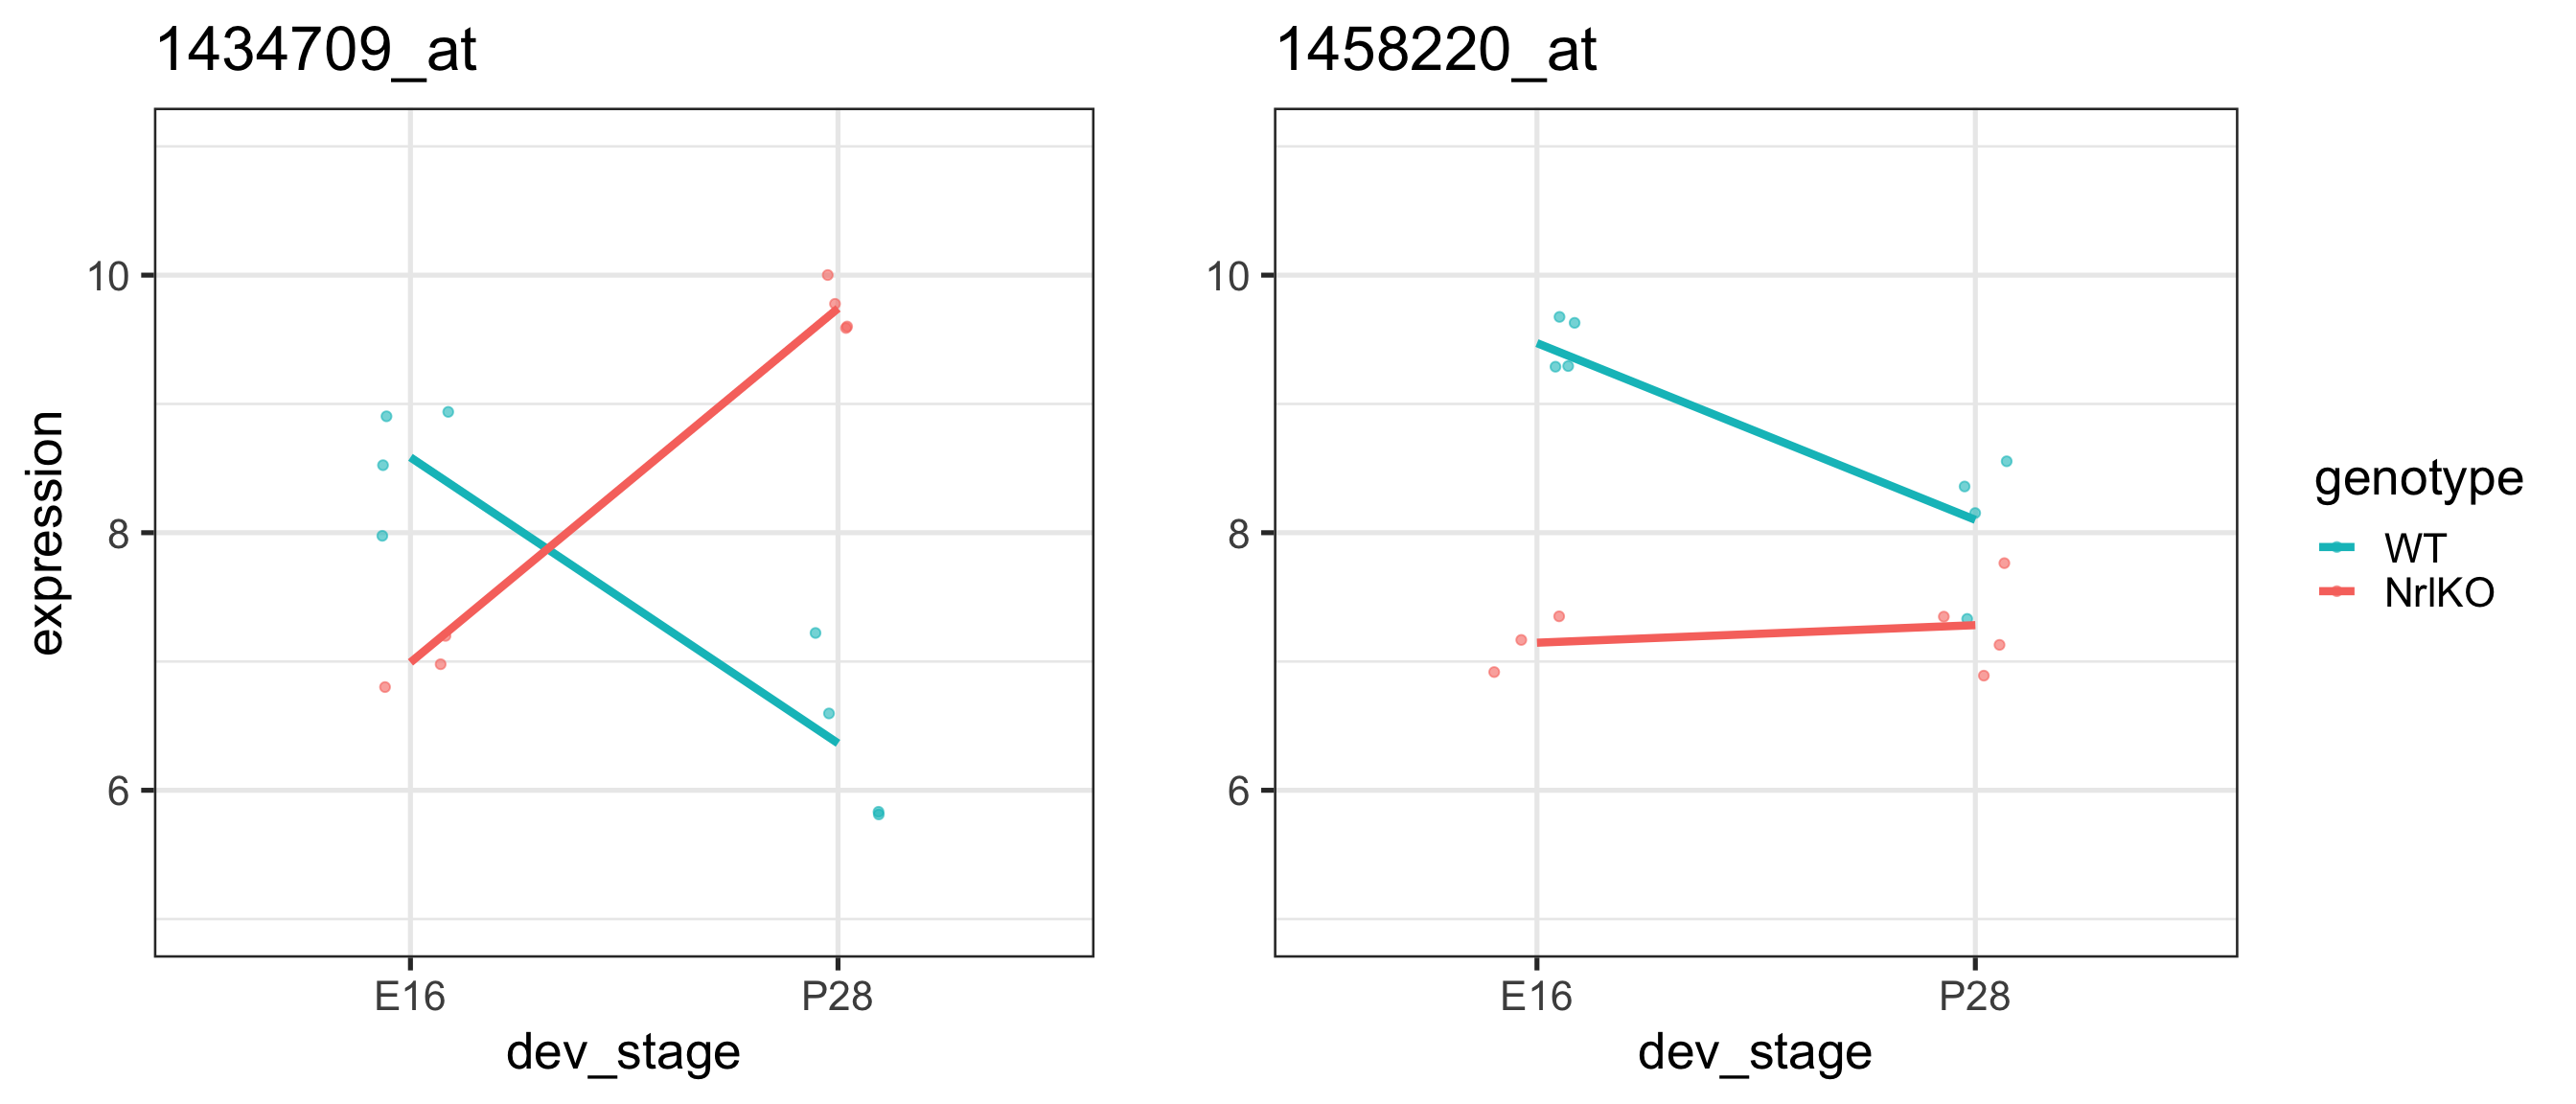 1434709_at
1458220_at
expression
10
8
6
E16
P28
dev_stage
10
8
6
E16
P28
dev_stage
genotype
WT
NrlKO